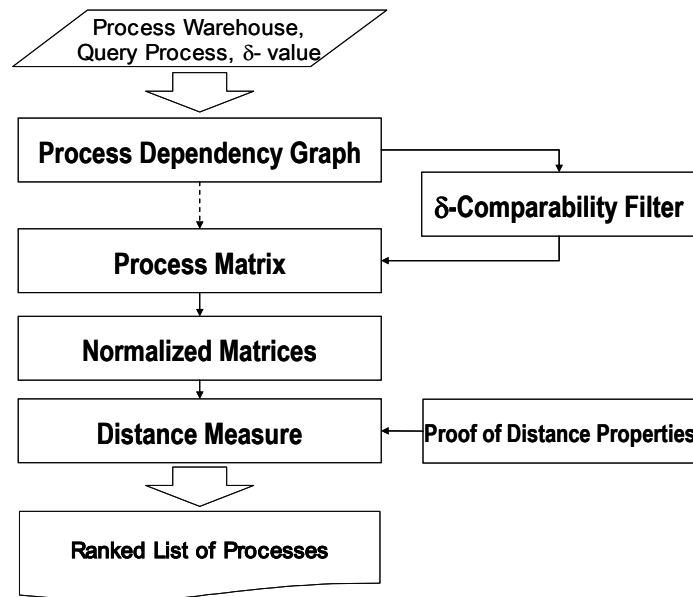 Process Warehouse,
Query Process, δ- value
Process Dependency Graph
δ-Comparability Filter
Process Matrix
Normalized Matrices
Distance Measure
Proof of Distance Properties
Ranked List of Processes